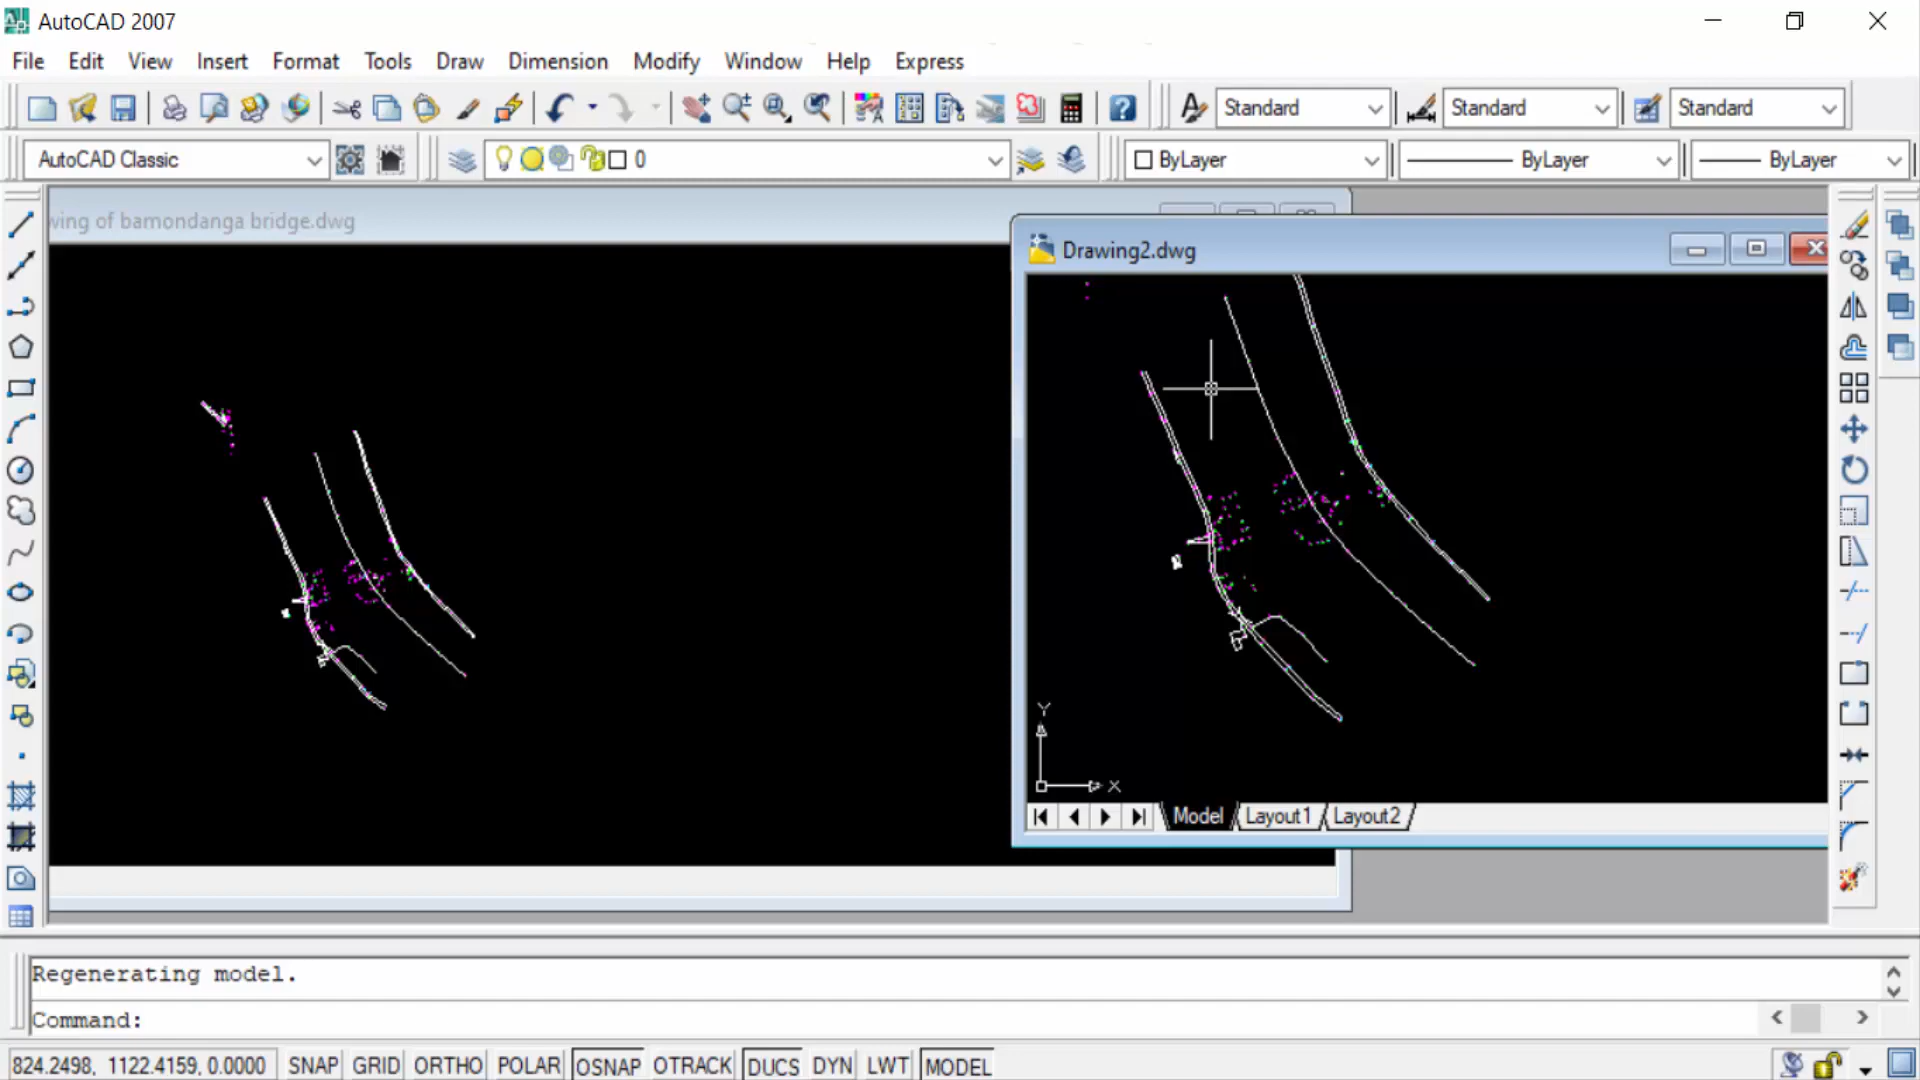 AutoCAD 2007
File Edit View Insert Format Tools Draw Dimension Modify Window Help Express
Standard Standard Standard
AutoCAD Classic 0 ByLayer ByLayer ByLayer
wing of bamondanga bridge.dwg
Drawing2.dwg
Y
X
Model Layout1 Layout2
Regenerating model.
Command:
824.2498, 1122.4159, 0.0000 SNAP GRID ORTHO POLAR OSNAP OTRACK DUCS DYN LWT MODEL